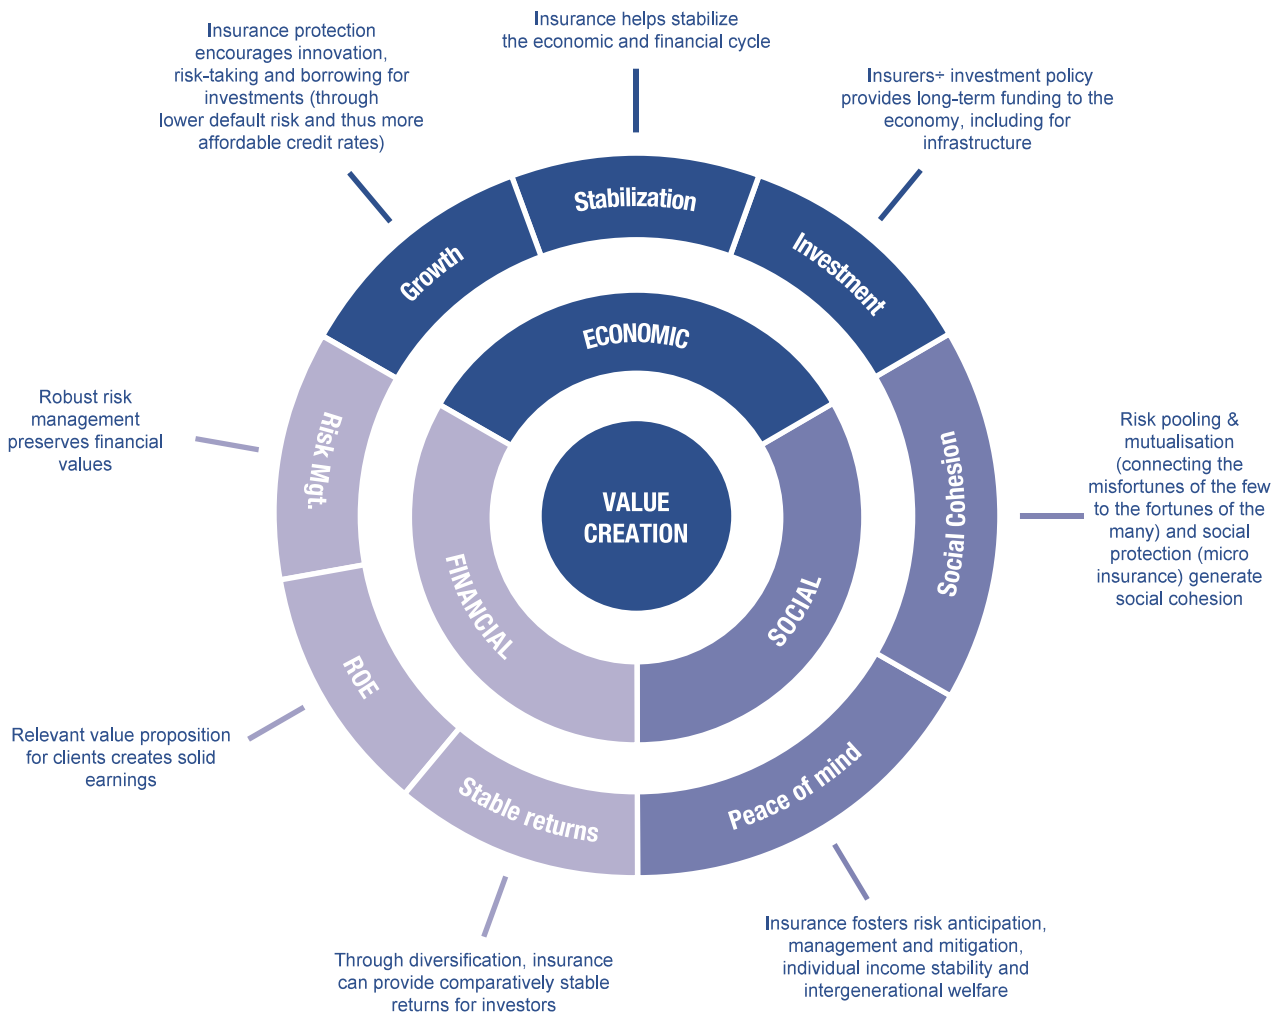 Insurance helps stabilize
the economic and financial cycle
Insurance protection
encourages innovation,
risk-taking and borrowing for
investments (through
lower default risk and thus more
affordable credit rates)
Insurers÷ investment policy
provides long-term funding to the
economy, including for
infrastructure
Growth
Stabilization
Investment
ECONOMIC
Robust risk
management
preserves financial
values
Risk Mgt.
VALUE
CREATION
Social Cohesion
Risk pooling &
mutualisation
(connecting the
misfortunes of the few
to the fortunes of the
many) and social
protection (micro
insurance) generate
social cohesion
FINANCIAL
SOCIAL
ROE
Relevant value proposition
for clients creates solid
earnings
Stable returns
Peace of mind
Through diversification, insurance
can provide comparatively stable
returns for investors
Insurance fosters risk anticipation,
management and mitigation,
individual income stability and
intergenerational welfare